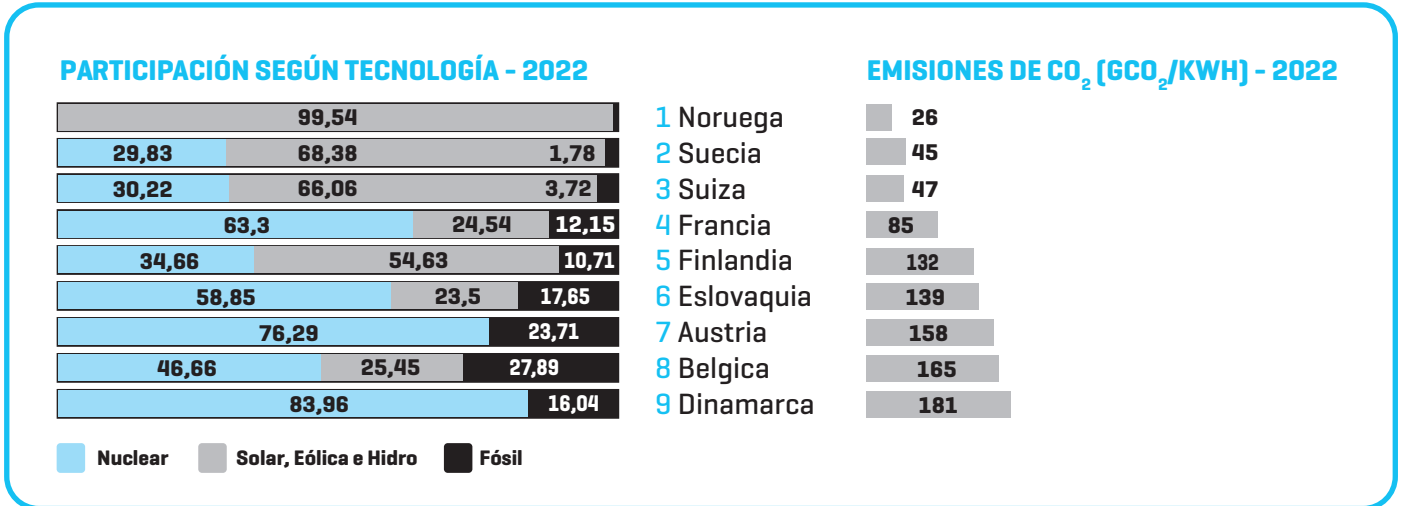 PARTICIPACIÓN SEGÚN TECNOLOGÍA - 2022
EMISIONES DE CO2 (GCO2/KWH) - 2022
99,54 1 Noruega 26
29,83 68,38 1,78 2 Suecia 45
30,22 66,06 3,72 3 Suiza 47
63,3 24,54 12,15 4 Francia 85
34,66 54,63 10,71 5 Finlandia 132
58,85 23,5 17,65 6 Eslovaquia 139
76,29 23,71 7 Austria 158
46,66 25,45 27,89 8 Belgica 165
83,96 16,04 9 Dinamarca 181
Nuclear Solar, Eólica e Hidro Fósil